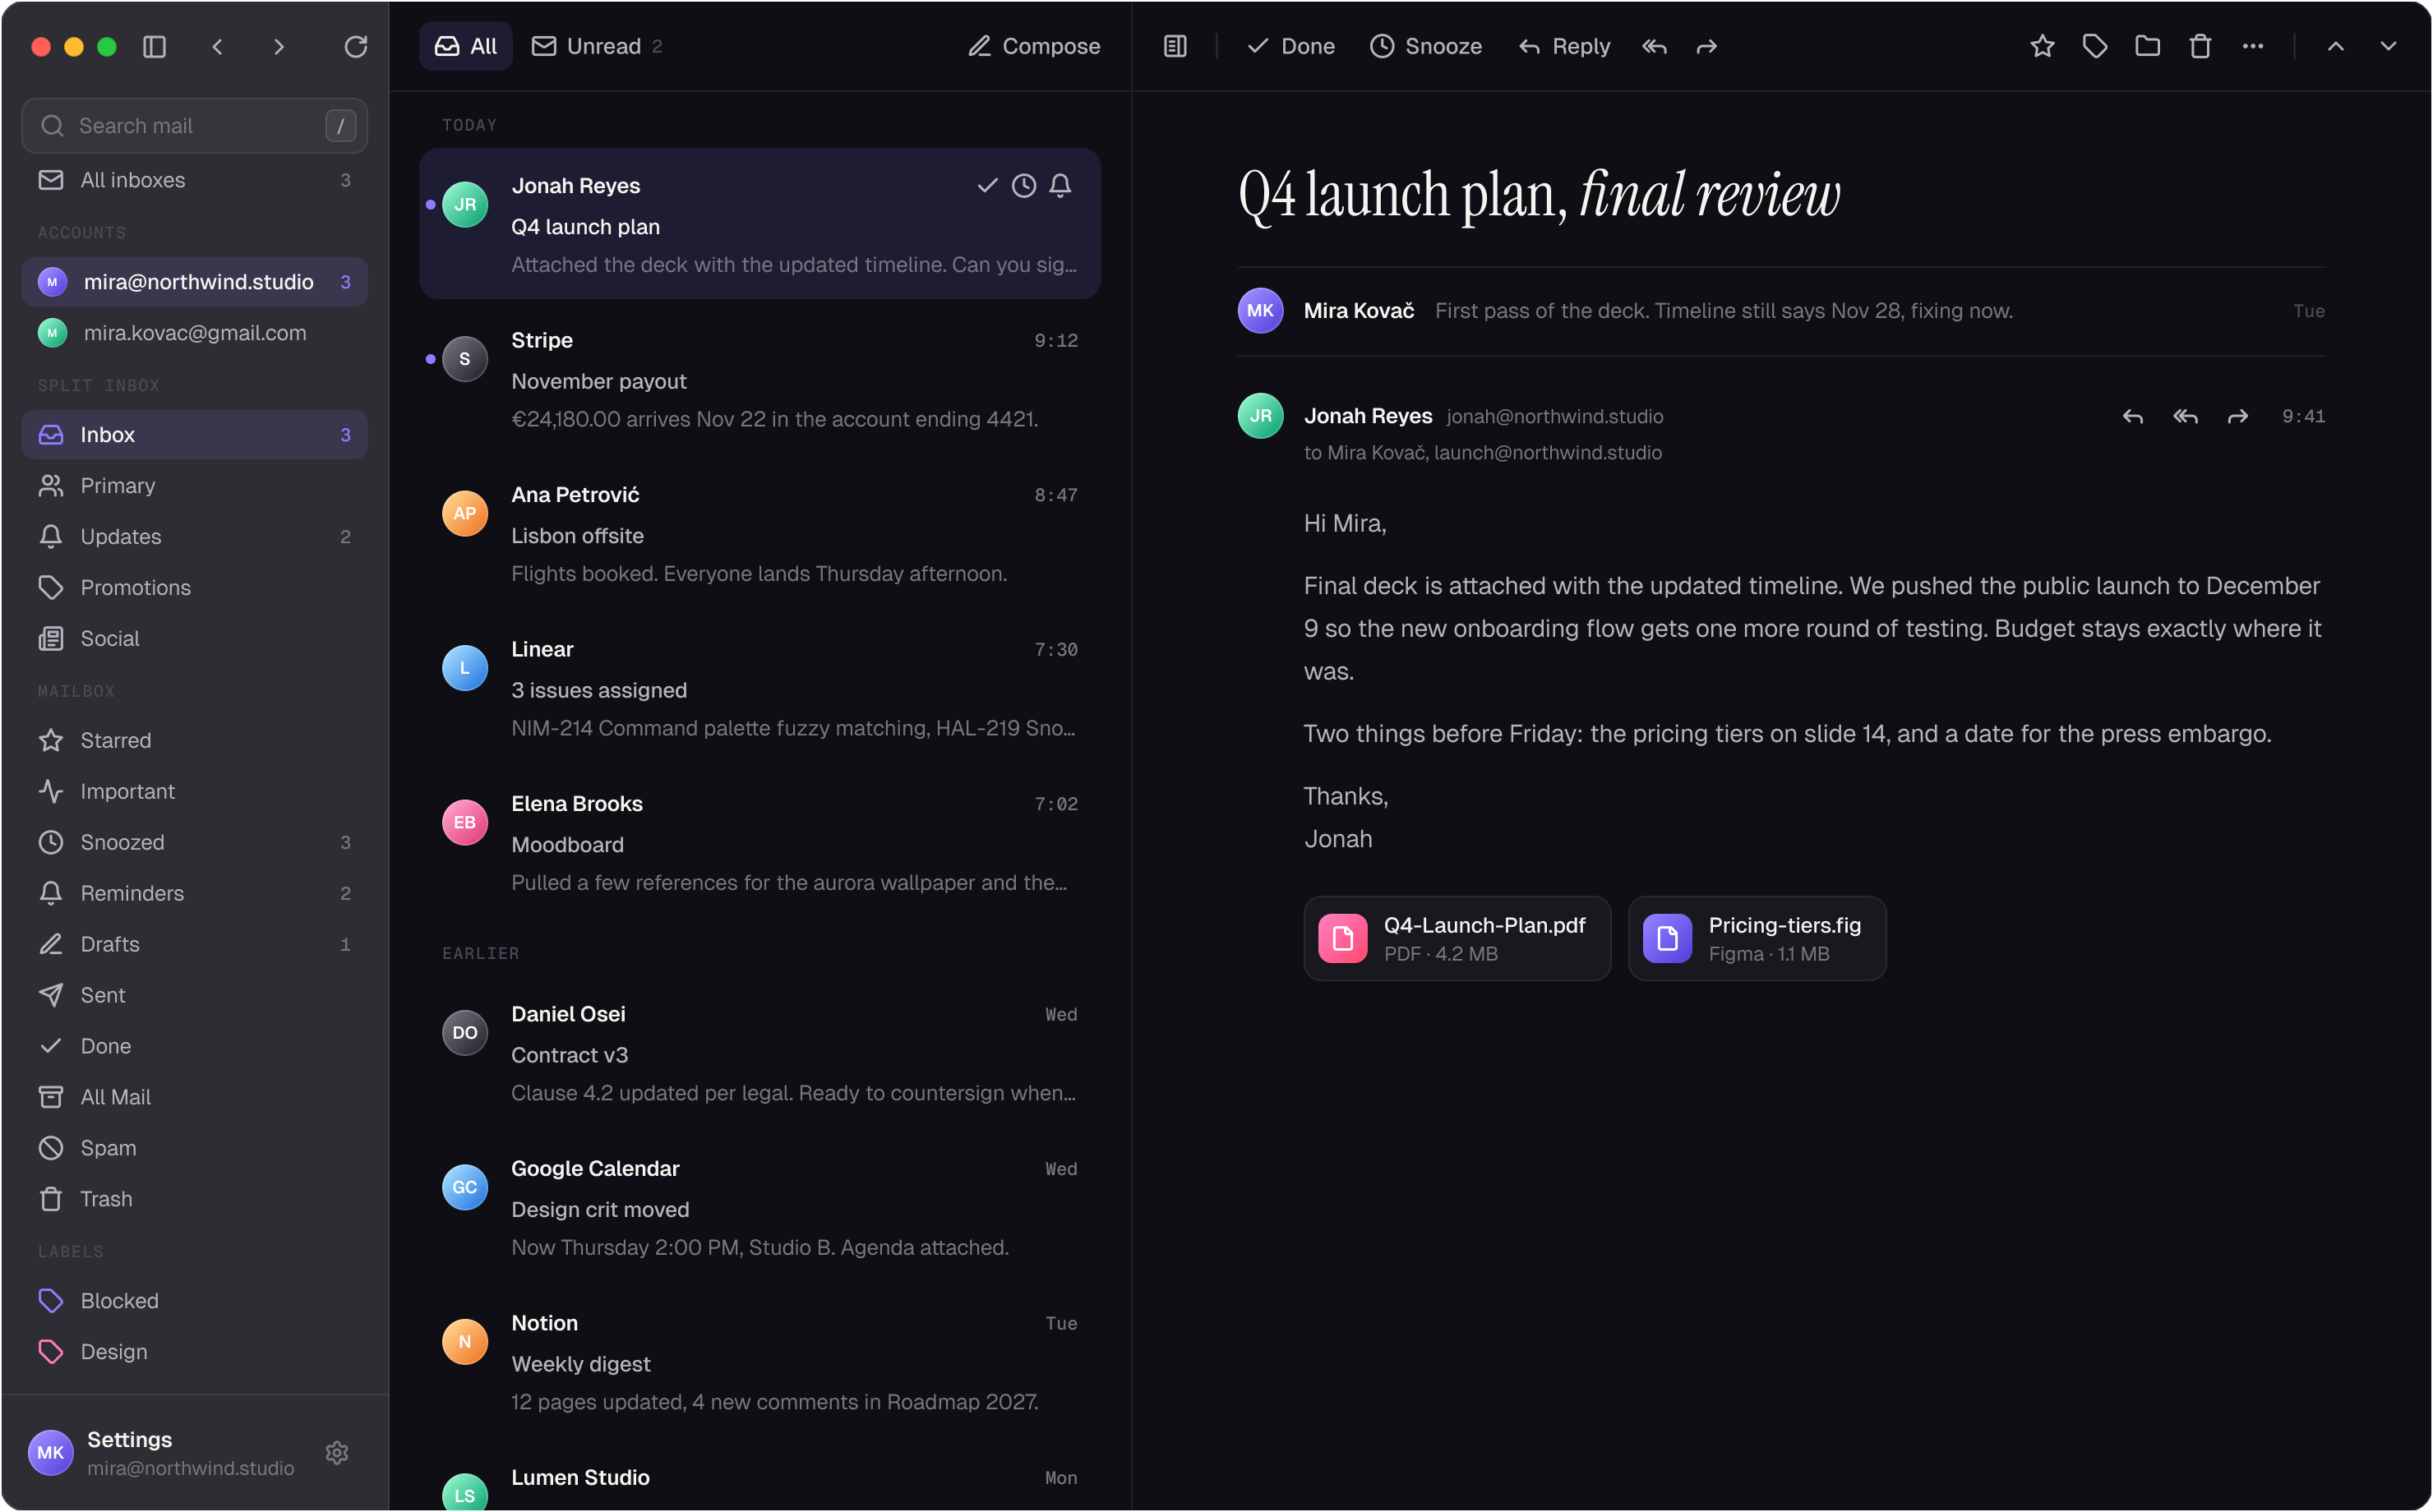 Search mail /
All inboxes 3
ACCOUNTS
M mira@northwind.studio 3
M mira.kovac@gmail.com
SPLIT INBOX
Inbox 3
Primary
Updates 2
Promotions
Social
MAILBOX
Starred
Important
Snoozed 3
Reminders 2
Drafts 1
Sent
Done
All Mail
Spam
Trash
LABELS
Blocked
Design
MK Settings
mira@northwind.studio
All Unread 2 Compose
TODAY
JR Jonah Reyes
Q4 launch plan
Attached the deck with the updated timeline. Can you sig...
S Stripe 9:12
November payout
€24,180.00 arrives Nov 22 in the account ending 4421.
AP Ana Petrović 8:47
Lisbon offsite
Flights booked. Everyone lands Thursday afternoon.
L Linear 7:30
3 issues assigned
NIM-214 Command palette fuzzy matching, HAL-219 Sno...
EB Elena Brooks 7:02
Moodboard
Pulled a few references for the aurora wallpaper and the...
EARLIER
DO Daniel Osei Wed
Contract v3
Clause 4.2 updated per legal. Ready to countersign when...
GC Google Calendar Wed
Design crit moved
Now Thursday 2:00 PM, Studio B. Agenda attached.
N Notion Tue
Weekly digest
12 pages updated, 4 new comments in Roadmap 2027.
LS Lumen Studio Mon
Done Snooze Reply
Q4 launch plan, final review
MK Mira Kovač First pass of the deck. Timeline still says Nov 28, fixing now. Tue
JR Jonah Reyes jonah@northwind.studio 9:41
to Mira Kovač, launch@northwind.studio
Hi Mira,
Final deck is attached with the updated timeline. We pushed the public launch to December
9 so the new onboarding flow gets one more round of testing. Budget stays exactly where it
was.
Two things before Friday: the pricing tiers on slide 14, and a date for the press embargo.
Thanks,
Jonah
Q4-Launch-Plan.pdf
PDF · 4.2 MB
Pricing-tiers.fig
Figma · 1.1 MB